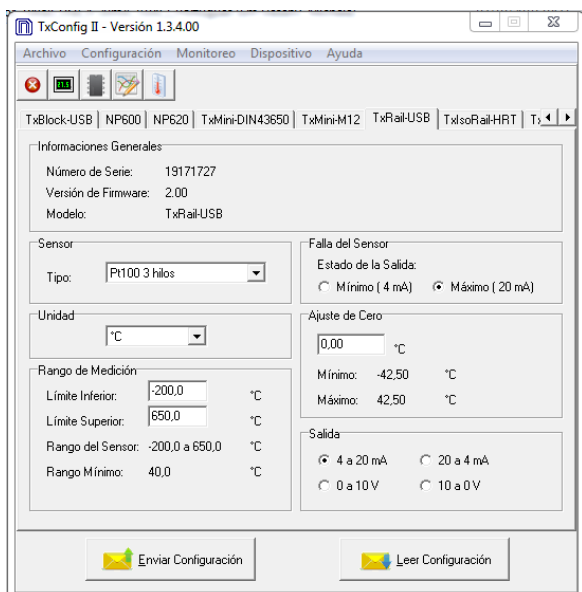 TxConfig II - Versión 1.3.4.00
Archivo Configuración Monitoreo Dispositivo Ayuda
TxBlock-USB NP600 NP620 TxMini-DIN43650 TxMini-M12 TxRail-USB TxIsoRail-HRT
Informaciones Generales
Número de Serie: 19171727
Versión de Firmware: 2.00
Modelo: TxRail-USB
Sensor
Tipo: Pt100 3 hilos
Falla del Sensor
Estado de la Salida:
Mínimo ( 4 mA) Máximo ( 20 mA)
Unidad
°C
Ajuste de Cero
0,00 °C
Mínimo: -42,50 °C
Máximo: 42,50 °C
Rango de Medición
Límite Inferior: -200,0 °C
Límite Superior: 650,0 °C
Rango del Sensor: -200,0 a 650,0 °C
Rango Mínimo: 40,0 °C
Salida
4 a 20 mA 20 a 4 mA
0 a 10 V 10 a 0 V
Enviar Configuración Leer Configuración